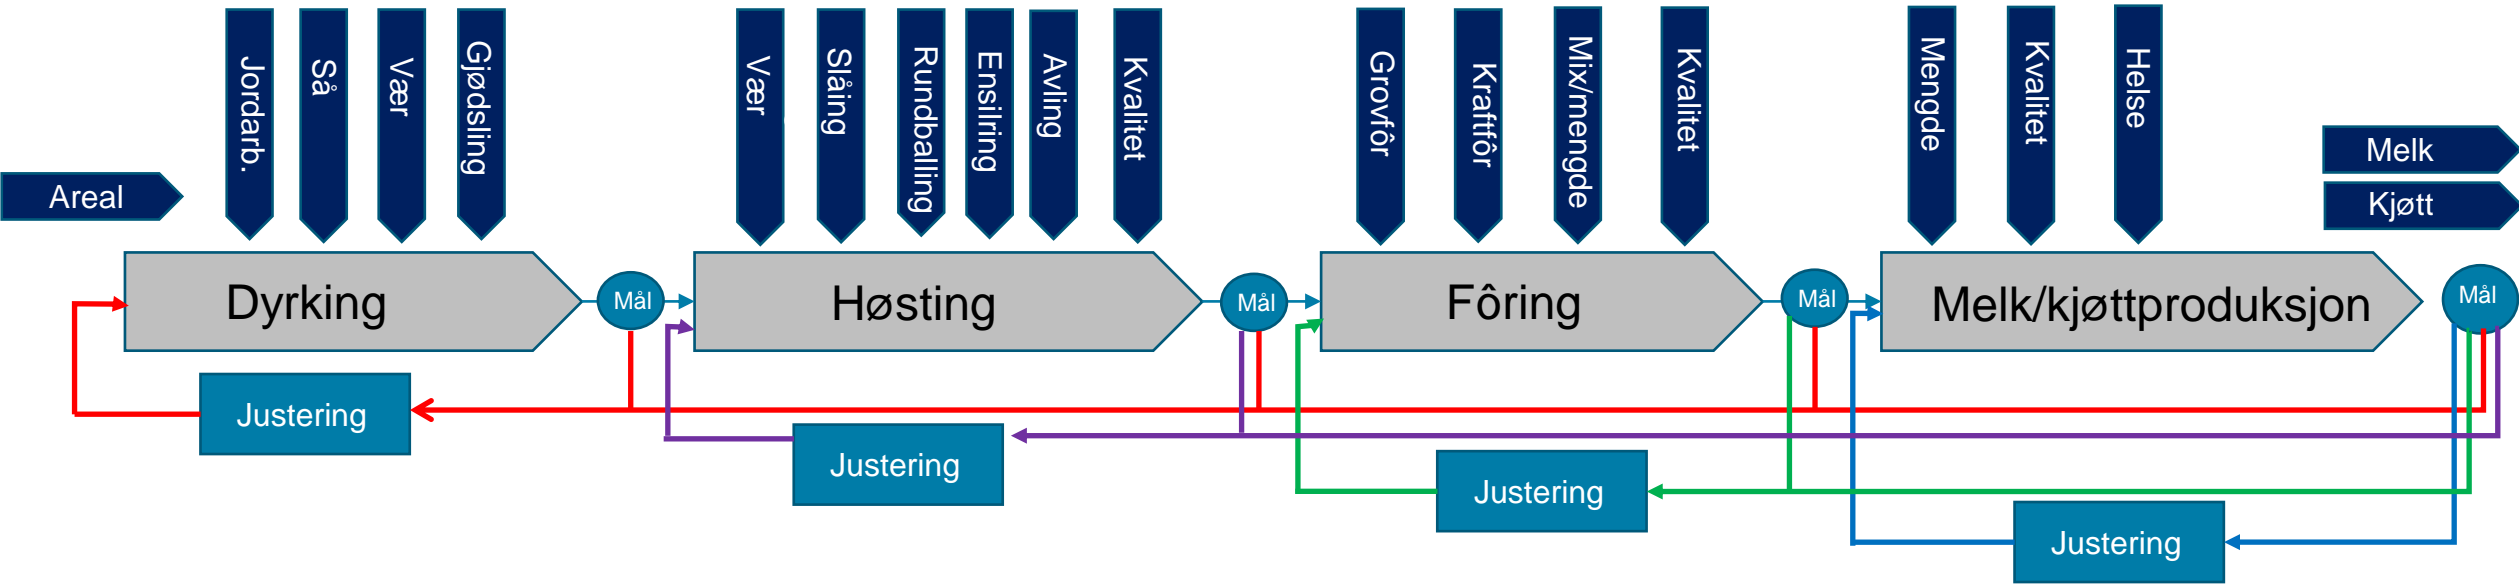 Areal
Jordarb.
Så
Vær
Gjødsling
Vær
Slåing
Rundballing
Ensilring
Avling
Kvalitet
Grovfôr
Kraftfôr
Mix/mengde
Kvalitet
Mengde
Kvalitet
Helse
Melk
Kjøtt
Dyrking
Mål
Høsting
Mål
Fôring
Mål
Melk/kjøttproduksjon
Mål
Justering
Justering
Justering
Justering